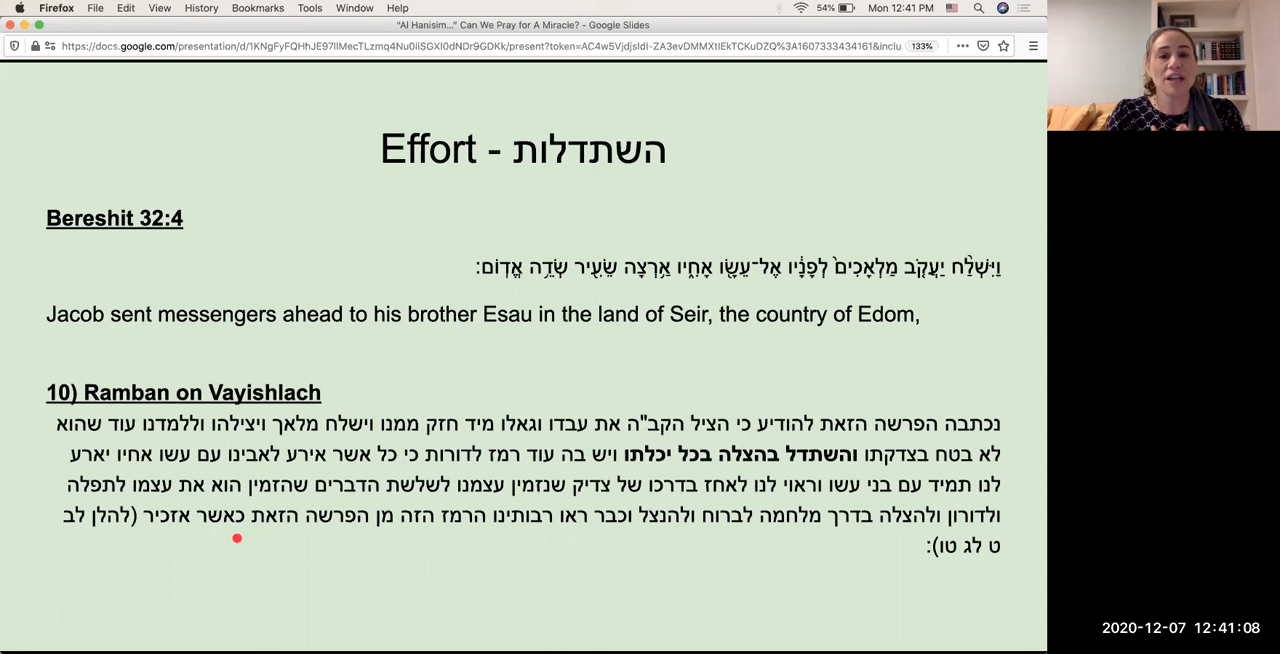 Firefox File Edit View History Bookmarks Tools Window Help 54% Mon 12:41 PM
"Al Hanisim..." Can We Pray for A Miracle? - Google Slides
133%
Effort - השתדלות
Bereshit 32:4
וַיִּשְׁלַ֨ח יַעֲקֹ֤ב מַלְאָכִים֙ לְפָנָ֔יו אֶל־עֵשָׂ֖ו אָחִ֑יו אַ֥רְצָה שֵׂעִ֖יר שְׂדֵ֥ה אֱדֽוֹם׃
Jacob sent messengers ahead to his brother Esau in the land of Seir, the country of Edom,
10) Ramban on Vayishlach
נכתבה הפרשה הזאת להודיע כי הציל הקב"ה את עבדו וגאלו מיד חזק ממנו וישלח מלאך ויצילהו וללמדנו עוד שהוא
לא בטח בצדקתו והשתדל בהצלה בכל יכלתו ויש בה עוד רמז לדורות כי כל אשר אירע לאבינו עם עשו אחיו יארע
לנו תמיד עם בני עשו וראוי לנו לאחז בדרכו של צדיק שנזמין עצמנו לשלשת הדברים שהזמין הוא את עצמו לתפלה
ולדורון ולהצלה בדרך מלחמה לברוח ולהנצל וכבר ראו רבותינו הרמז הזה מן הפרשה הזאת כאשר אזכיר (להלן לב
ט לג טו):
2020-12-07 12:41:08